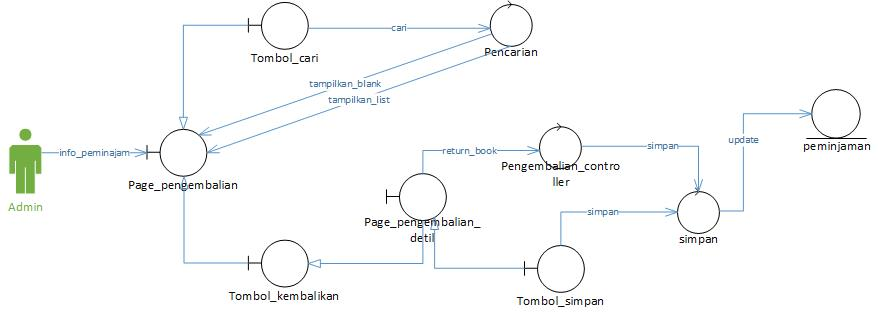 Tombol_cari
cari
Pencarian
tampilkan_blank
tampilkan_list
info_peminajam
Admin
Page_pengembalian
return_book
Pengembalian_contro
ller
simpan
update
peminjaman
Page_pengembalian_
detil
simpan
simpan
Tombol_kembalikan
Tombol_simpan